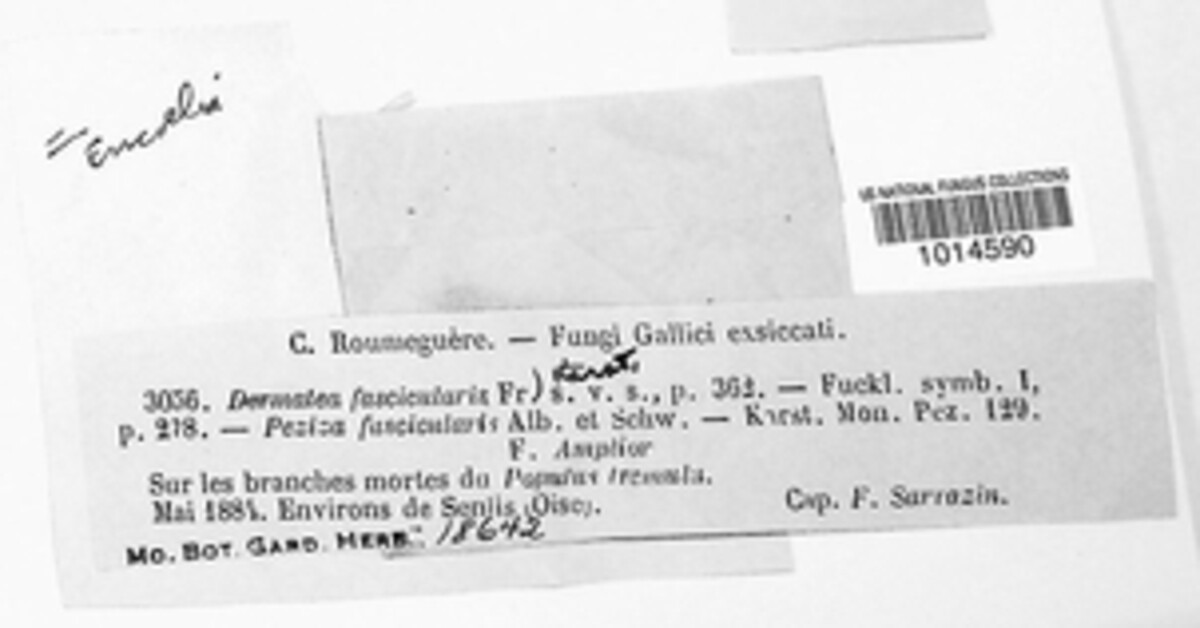 = Encoelia
US NATIONAL FUNGUS COLLECTIONS
1014590
C. Roumeguère. — Fungi Gallici exsiccati.
Karst.
3056. Dermatea fascicularis Fr) s. v. s., p. 362. — Fuckl. symb. I,
p. 278. — Peziza fascicularis Alb. et Schw. — Karst. Mon. Pez. 129.
F. Amplior
Sur les branches mortes du Populus tremula.
Mai 1884. Environs de Senlis (Oise).
Cap. F. Sarrazin.
MO. BOT. GARD. HERB. 18642